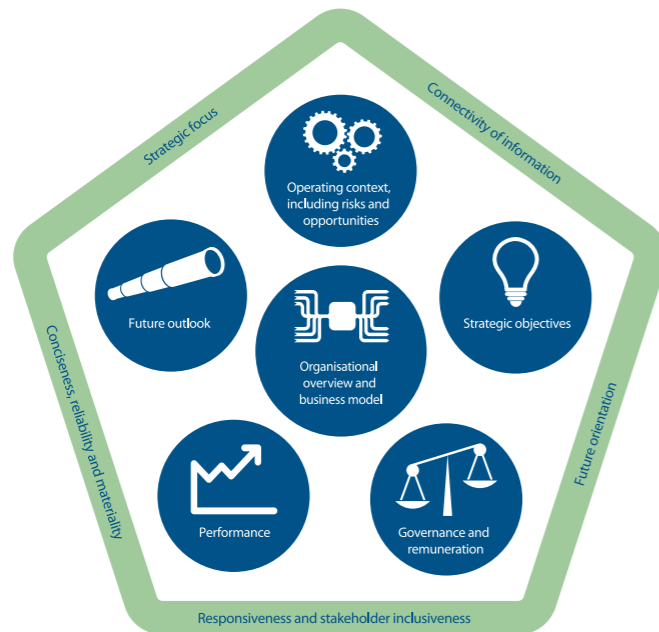 Strategic focus
Connectivity of information
Operating context,
including risks and
opportunities
Future outlook
Strategic objectives
Organisational
overview and
business model
Conciseness, reliability and materiality
Future orientation
Performance
Governance and
remuneration
Responsiveness and stakeholder inclusiveness